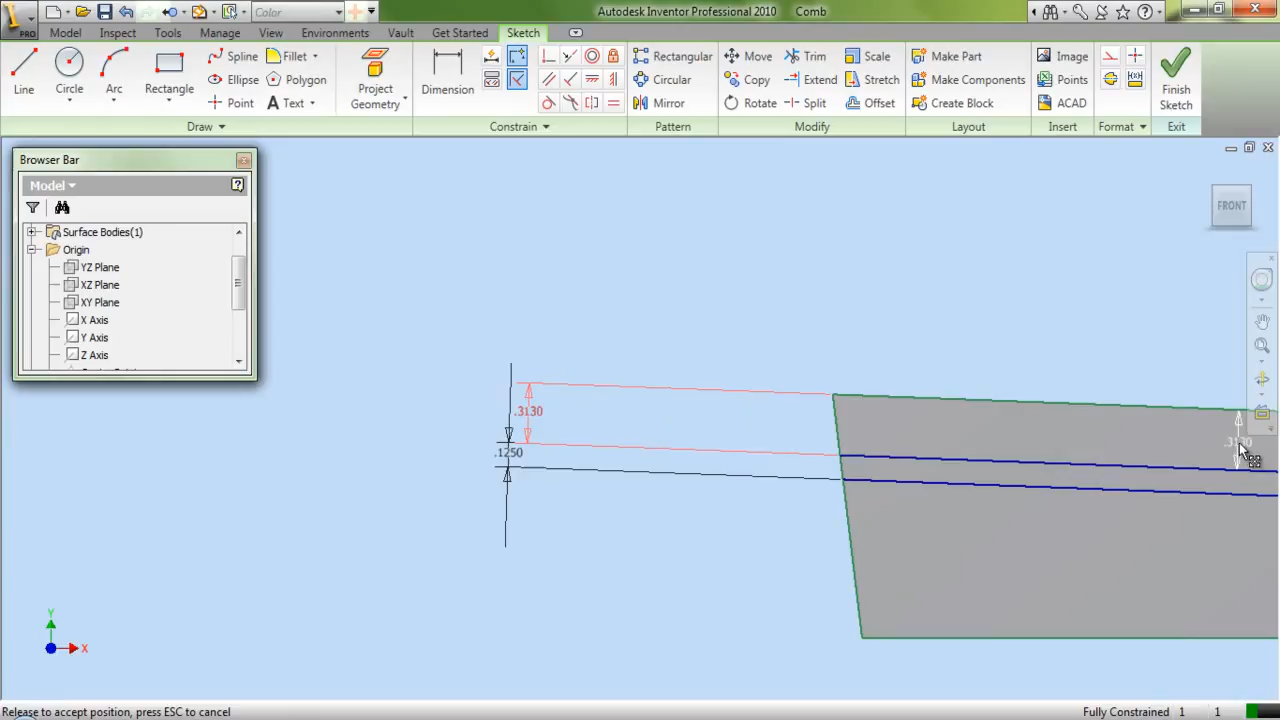 Color
Autodesk Inventor Professional 2010 Comb
PRO
Model Inspect Tools Manage View Environments Vault Get Started Sketch
Line Circle Arc Rectangle
Spline Fillet
Ellipse Polygon
Point Text
Draw
Project
Geometry
Dimension
Constrain
Rectangular
Circular
Mirror
Pattern
Move Trim Scale
Copy Extend Stretch
Rotate Split Offset
Modify
Make Part
Make Components
Create Block
Layout
Image
Points
ACAD
Insert
Format
Finish
Sketch
Exit
Browser Bar
Model
Surface Bodies(1)
Origin
YZ Plane
XZ Plane
XY Plane
X Axis
Y Axis
Z Axis
FRONT
.3130
.1250
.3130
Y
X
Release to accept position, press ESC to cancel
Fully Constrained 1 1